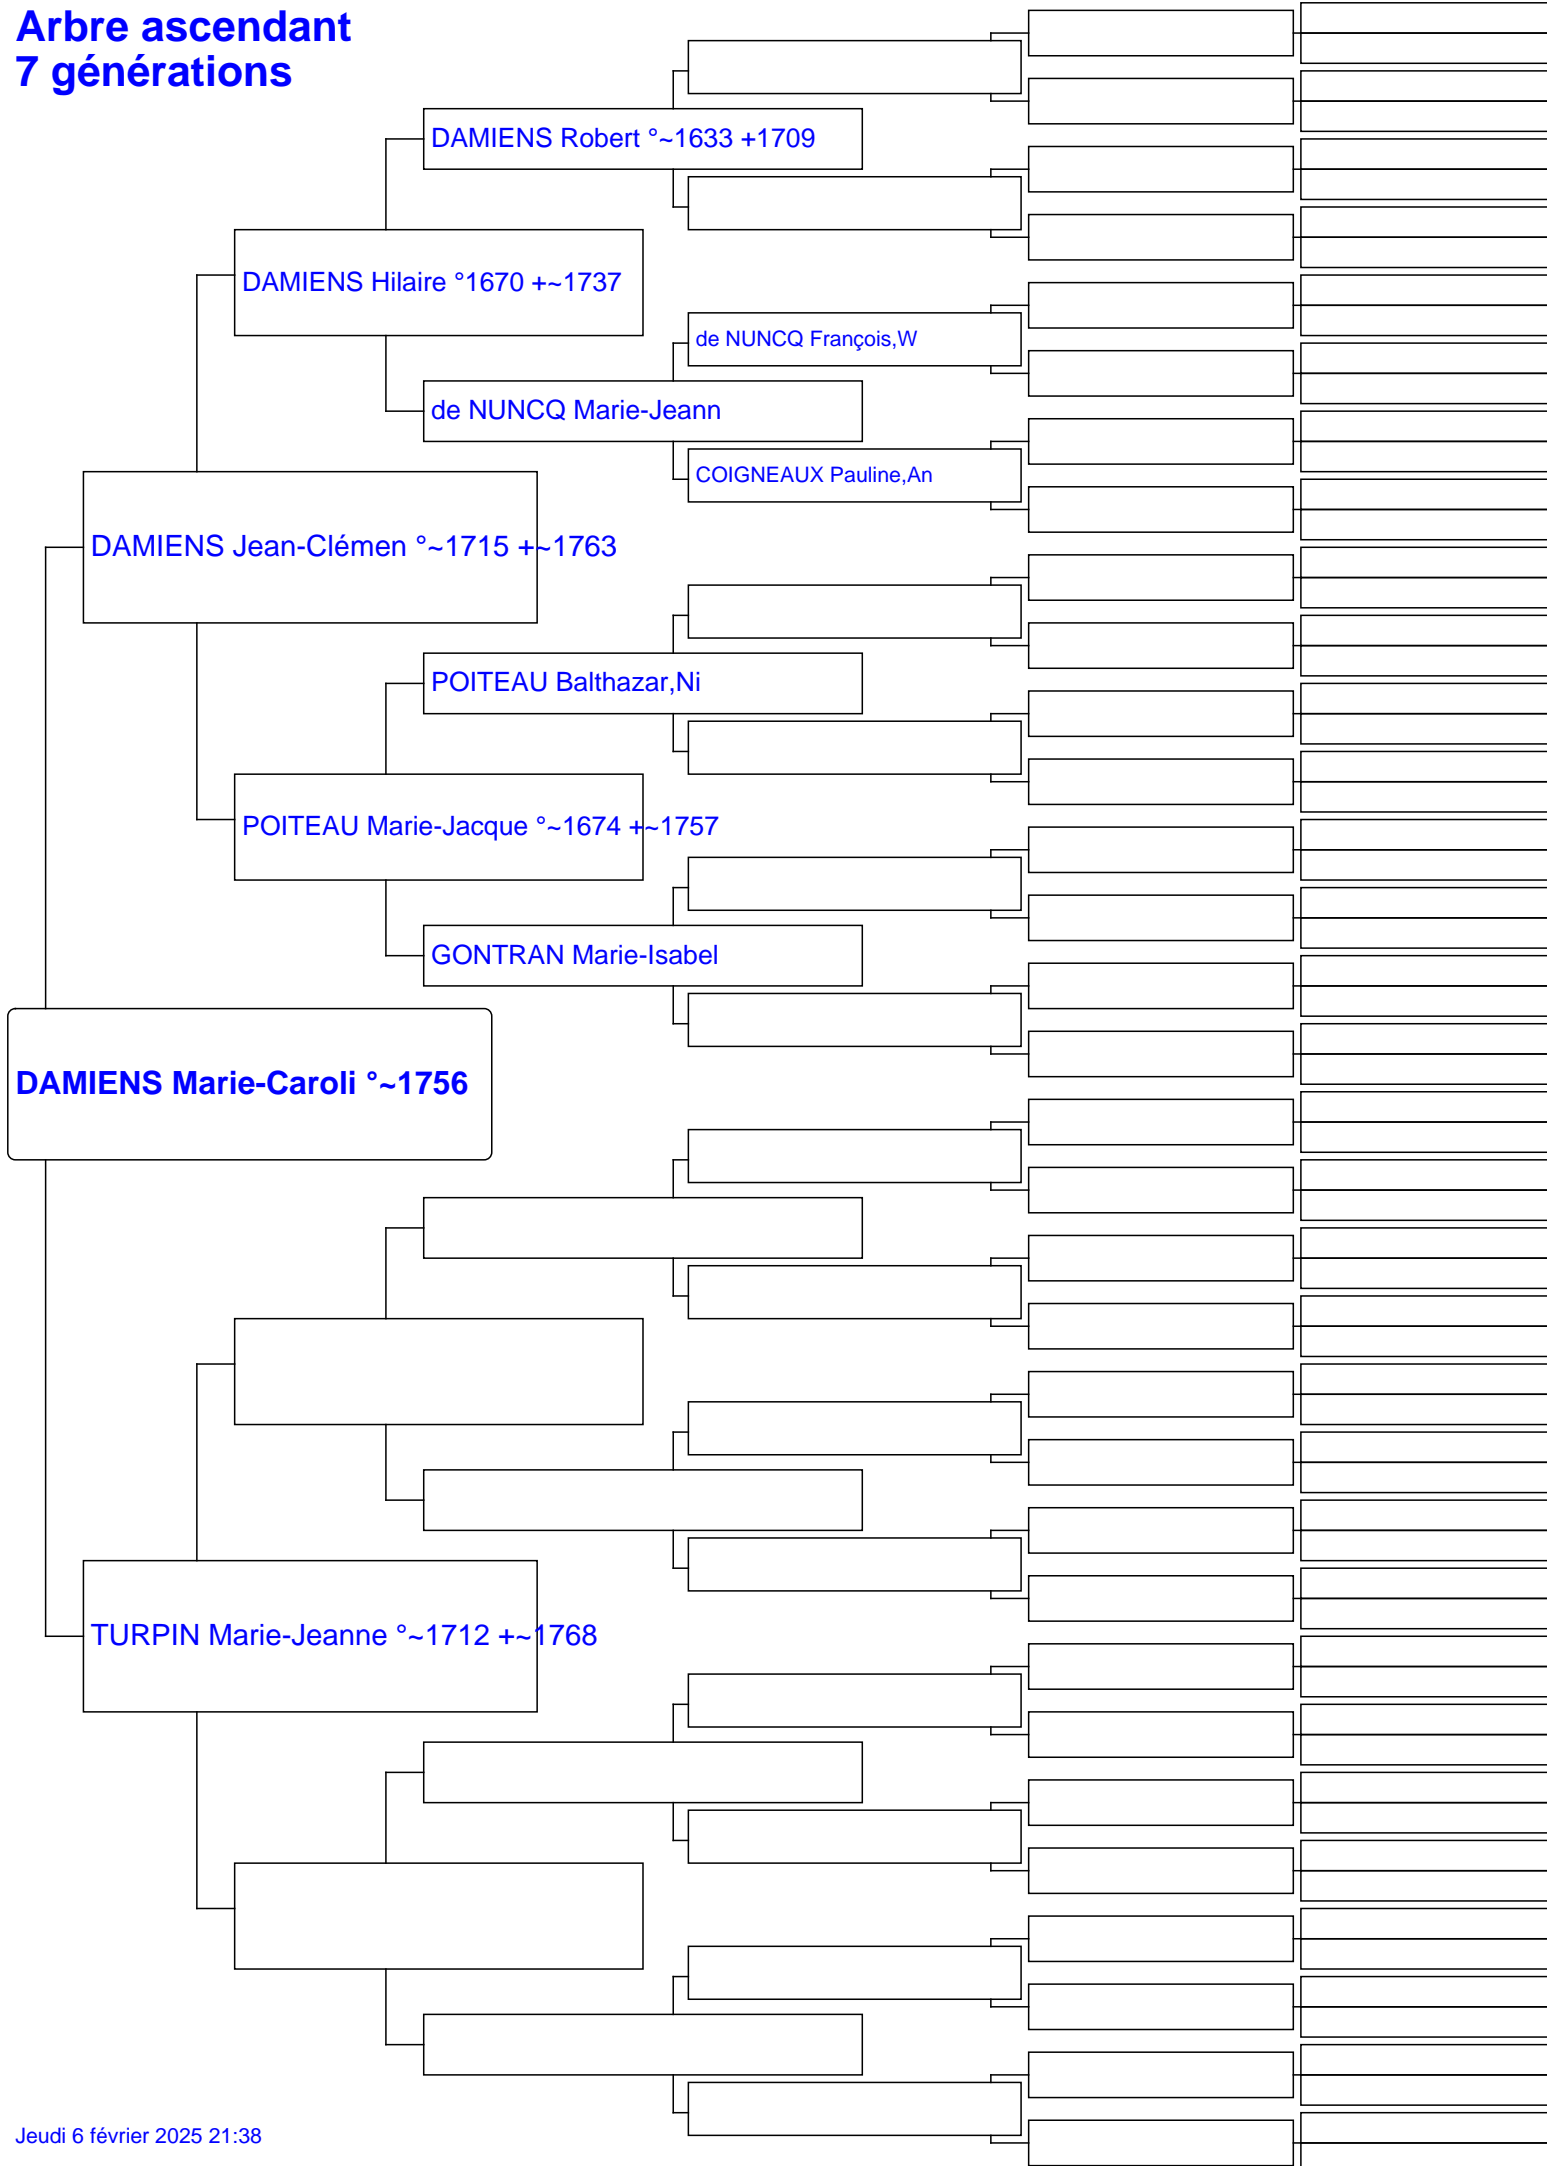 Arbre ascendant
7 générations
DAMIENS Robert °~1633 +1709
DAMIENS Hilaire °1670 +~1737
de NUNCQ François,W
de NUNCQ Marie-Jeann
COIGNEAUX Pauline,An
DAMIENS Jean-Clémen °~1715 +~1763
POITEAU Balthazar,Ni
POITEAU Marie-Jacque °~1674 +~1757
GONTRAN Marie-Isabel
DAMIENS Marie-Caroli °~1756
TURPIN Marie-Jeanne °~1712 +~1768
Jeudi 6 février 2025 21:38